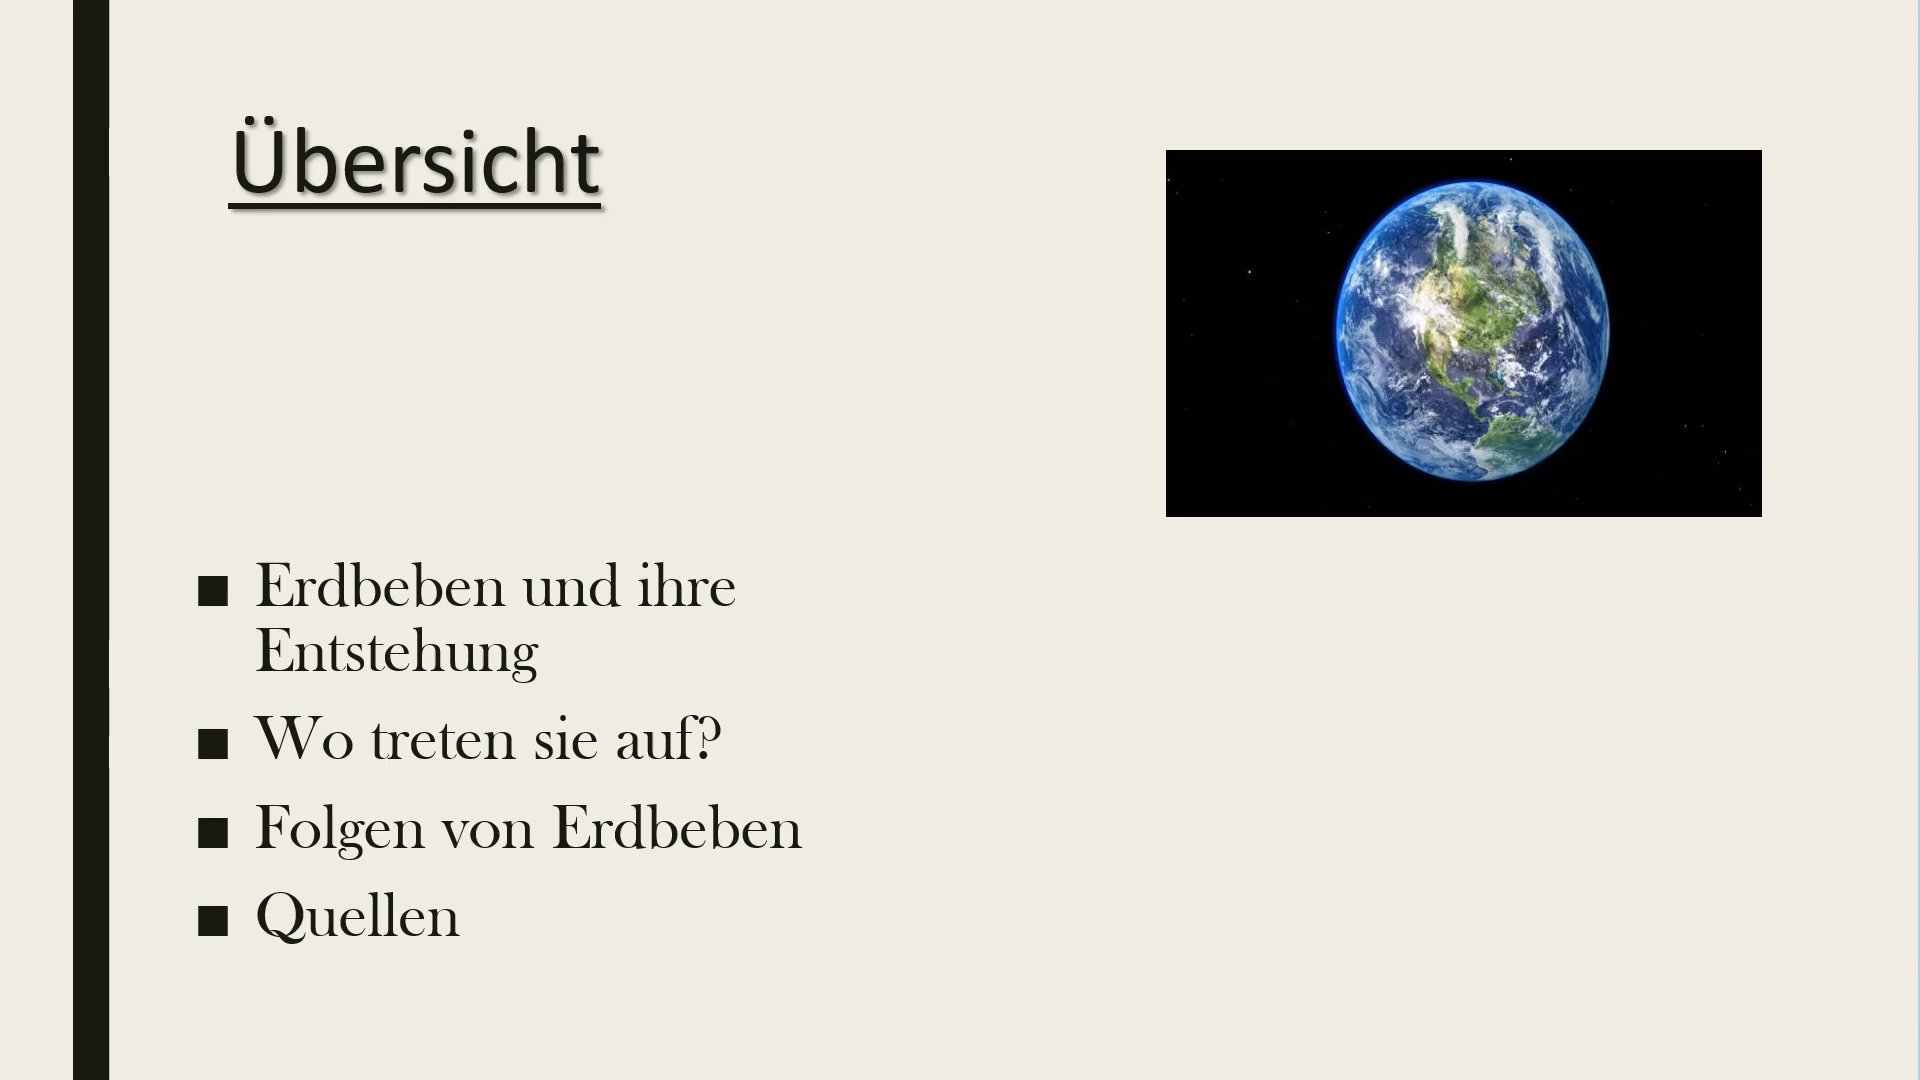 Übersicht
■ Erdbeben und ihre
Entstehung
■ Wo treten sie auf?
■ Folgen von Erdbeben
■ Quellen